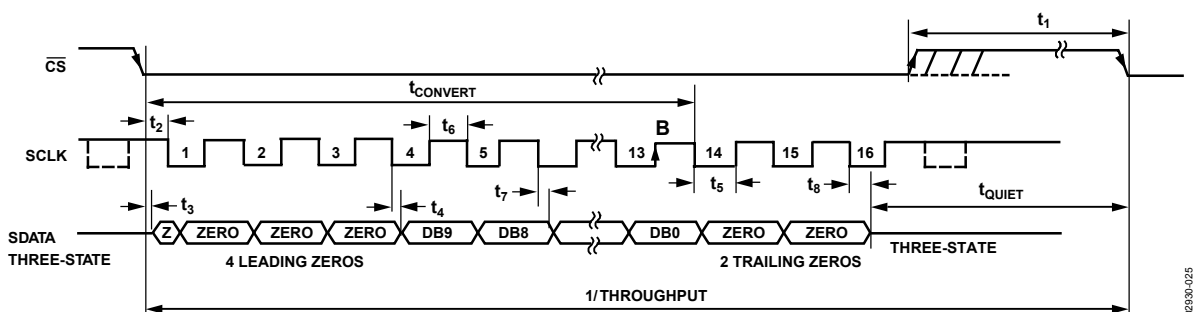 t1
CS
tCONVERT
t2
t6
B
SCLK
1
2
3
4
5
13
14
15
16
t3
t4
t7
t5
t8
tQUIET
SDATA
THREE-STATE
Z
ZERO
ZERO
ZERO
DB9
DB8
DB0
ZERO
ZERO
THREE-STATE
4 LEADING ZEROS
2 TRAILING ZEROS
1/THROUGHPUT
02930-025